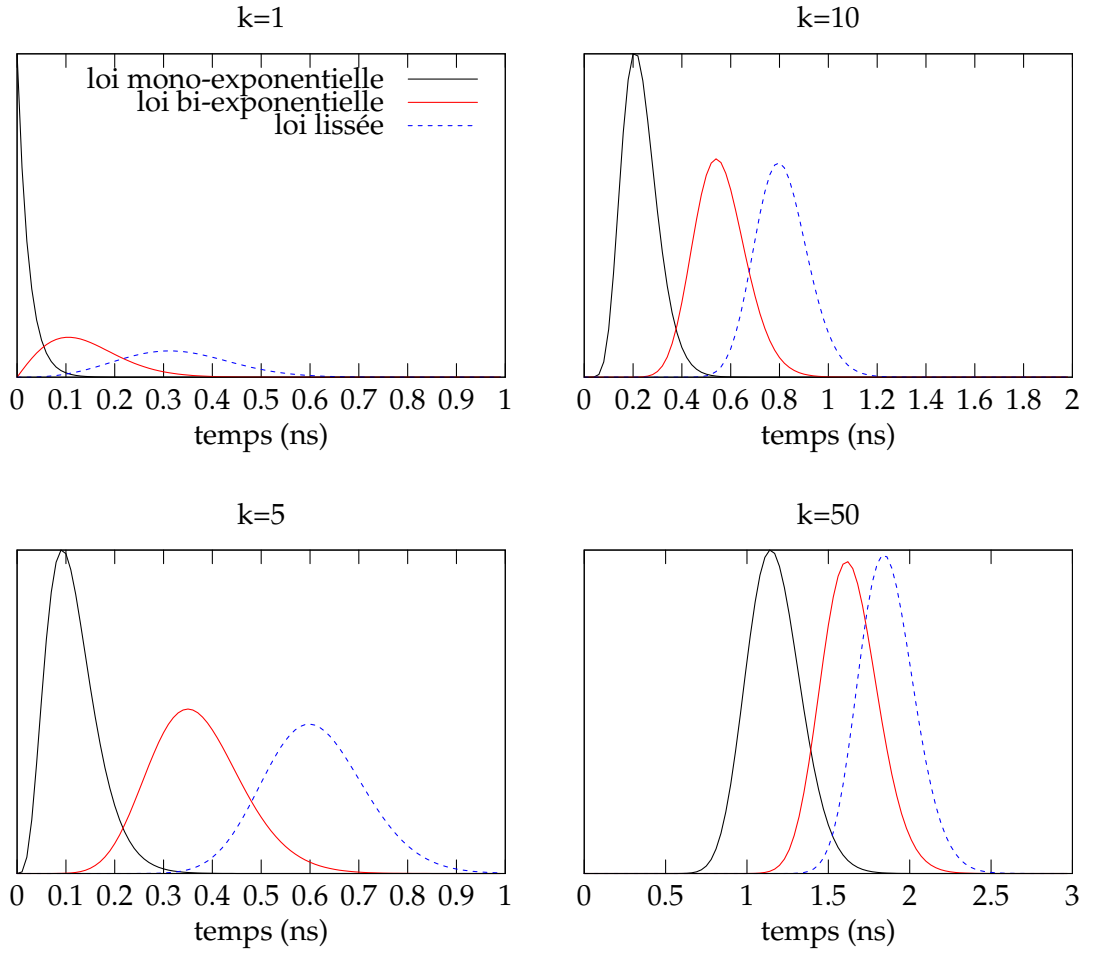 k=1
loi mono-exponentielle
loi bi-exponentielle
loi lissée
0 0.1 0.2 0.3 0.4 0.5 0.6 0.7 0.8 0.9 1
temps (ns)
k=10
0 0.2 0.4 0.6 0.8 1 1.2 1.4 1.6 1.8 2
temps (ns)
k=5
0 0.1 0.2 0.3 0.4 0.5 0.6 0.7 0.8 0.9 1
temps (ns)
k=50
0 0.5 1 1.5 2 2.5 3
temps (ns)